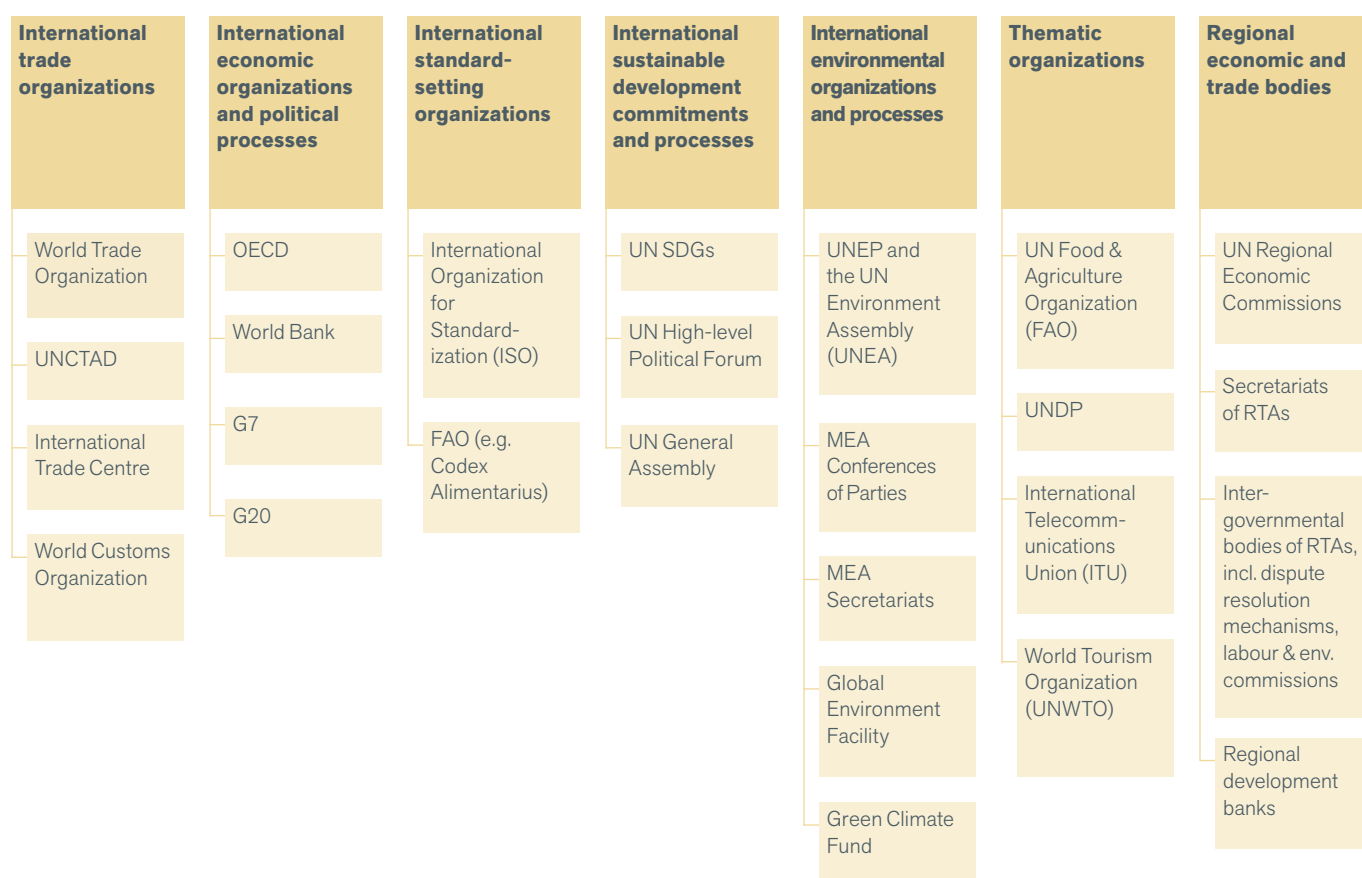 International
trade
organizations
World Trade
Organization
UNCTAD
International
Trade Centre
World Customs
Organization
International
economic
organizations
and political
processes
OECD
World Bank
G7
G20
International
standard-
setting
organizations
International
Organization
for
Standard-
ization (ISO)
FAO (e.g.
Codex
Alimentarius)
International
sustainable
development
commitments
and processes
UN SDGs
UN High-level
Political Forum
UN General
Assembly
International
environmental
organizations
and processes
UNEP and
the UN
Environment
Assembly
(UNEA)
MEA
Conferences
of Parties
MEA
Secretariats
Global
Environment
Facility
Green Climate
Fund
Thematic
organizations
UN Food &
Agriculture
Organization
(FAO)
UNDP
International
Telecomm-
unications
Union (ITU)
World Tourism
Organization
(UNWTO)
Regional
economic and
trade bodies
UN Regional
Economic
Commissions
Secretariats
of RTAs
Inter-
governmental
bodies of RTAs,
incl. dispute
resolution
mechanisms,
labour & env.
commissions
Regional
development
banks